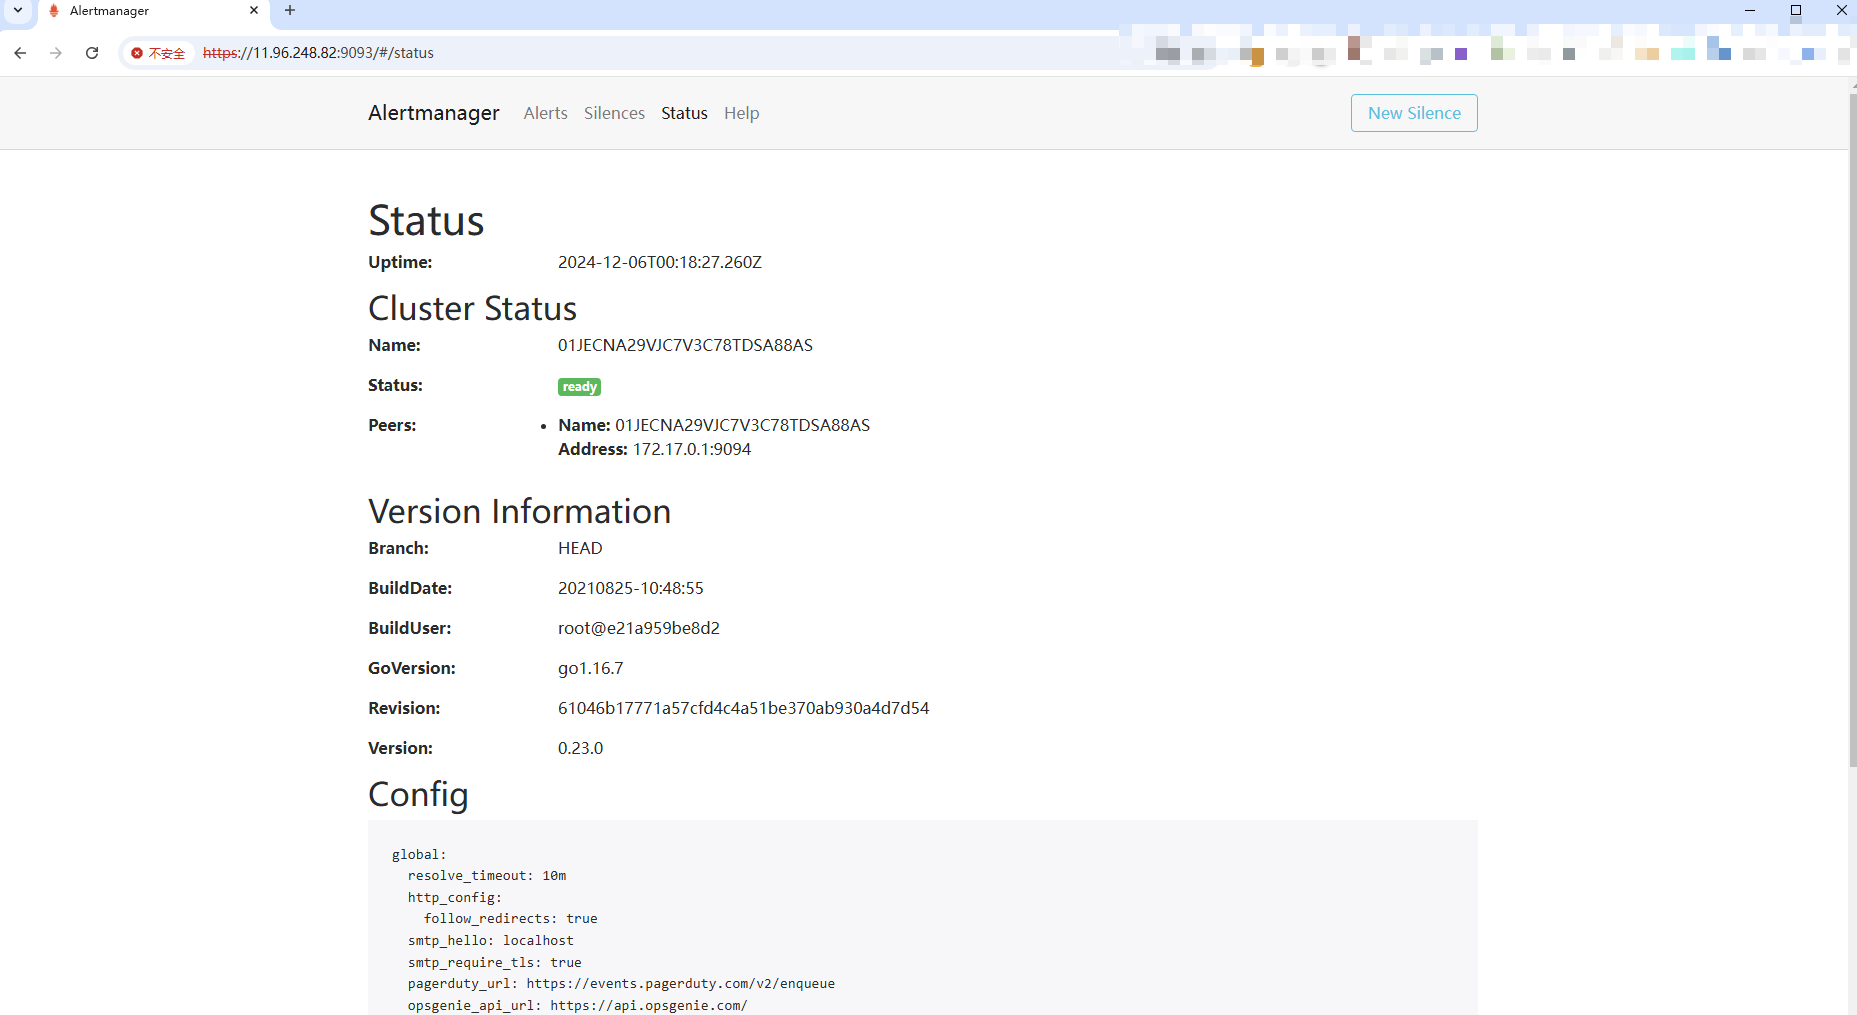 Alertmanager
不安全 https://11.96.248.82:9093/#/status
Alertmanager Alerts Silences Status Help New Silence
Status
Uptime: 2024-12-06T00:18:27.260Z
Cluster Status
Name: 01JECNA29VJC7V3C78TDSA88AS
Status: ready
Peers: • Name: 01JECNA29VJC7V3C78TDSA88AS
Address: 172.17.0.1:9094
Version Information
Branch: HEAD
BuildDate: 20210825-10:48:55
BuildUser: root@e21a959be8d2
GoVersion: go1.16.7
Revision: 61046b17771a57cfd4c4a51be370ab930a4d7d54
Version: 0.23.0
Config
global:
  resolve_timeout: 10m
  http_config:
    follow_redirects: true
  smtp_hello: localhost
  smtp_require_tls: true
  pagerduty_url: https://events.pagerduty.com/v2/enqueue
  opsgenie_api_url: https://api.opsgenie.com/